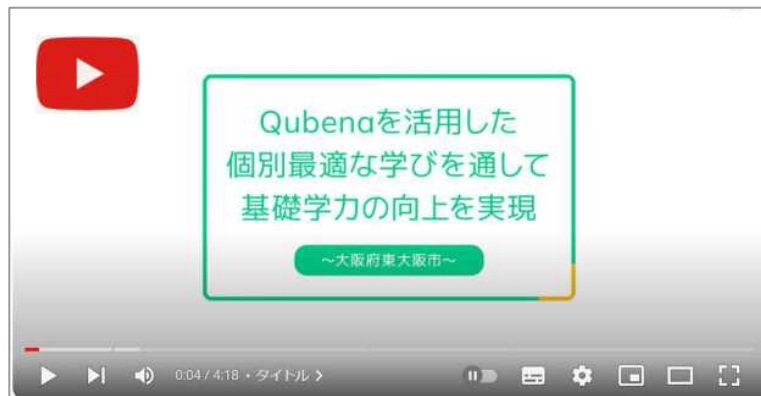 Qubenaを活用した
個別最適な学びを通して
基礎学力の向上を実現
～大阪府東大阪市～
0:04 / 4:18 • タイトル >